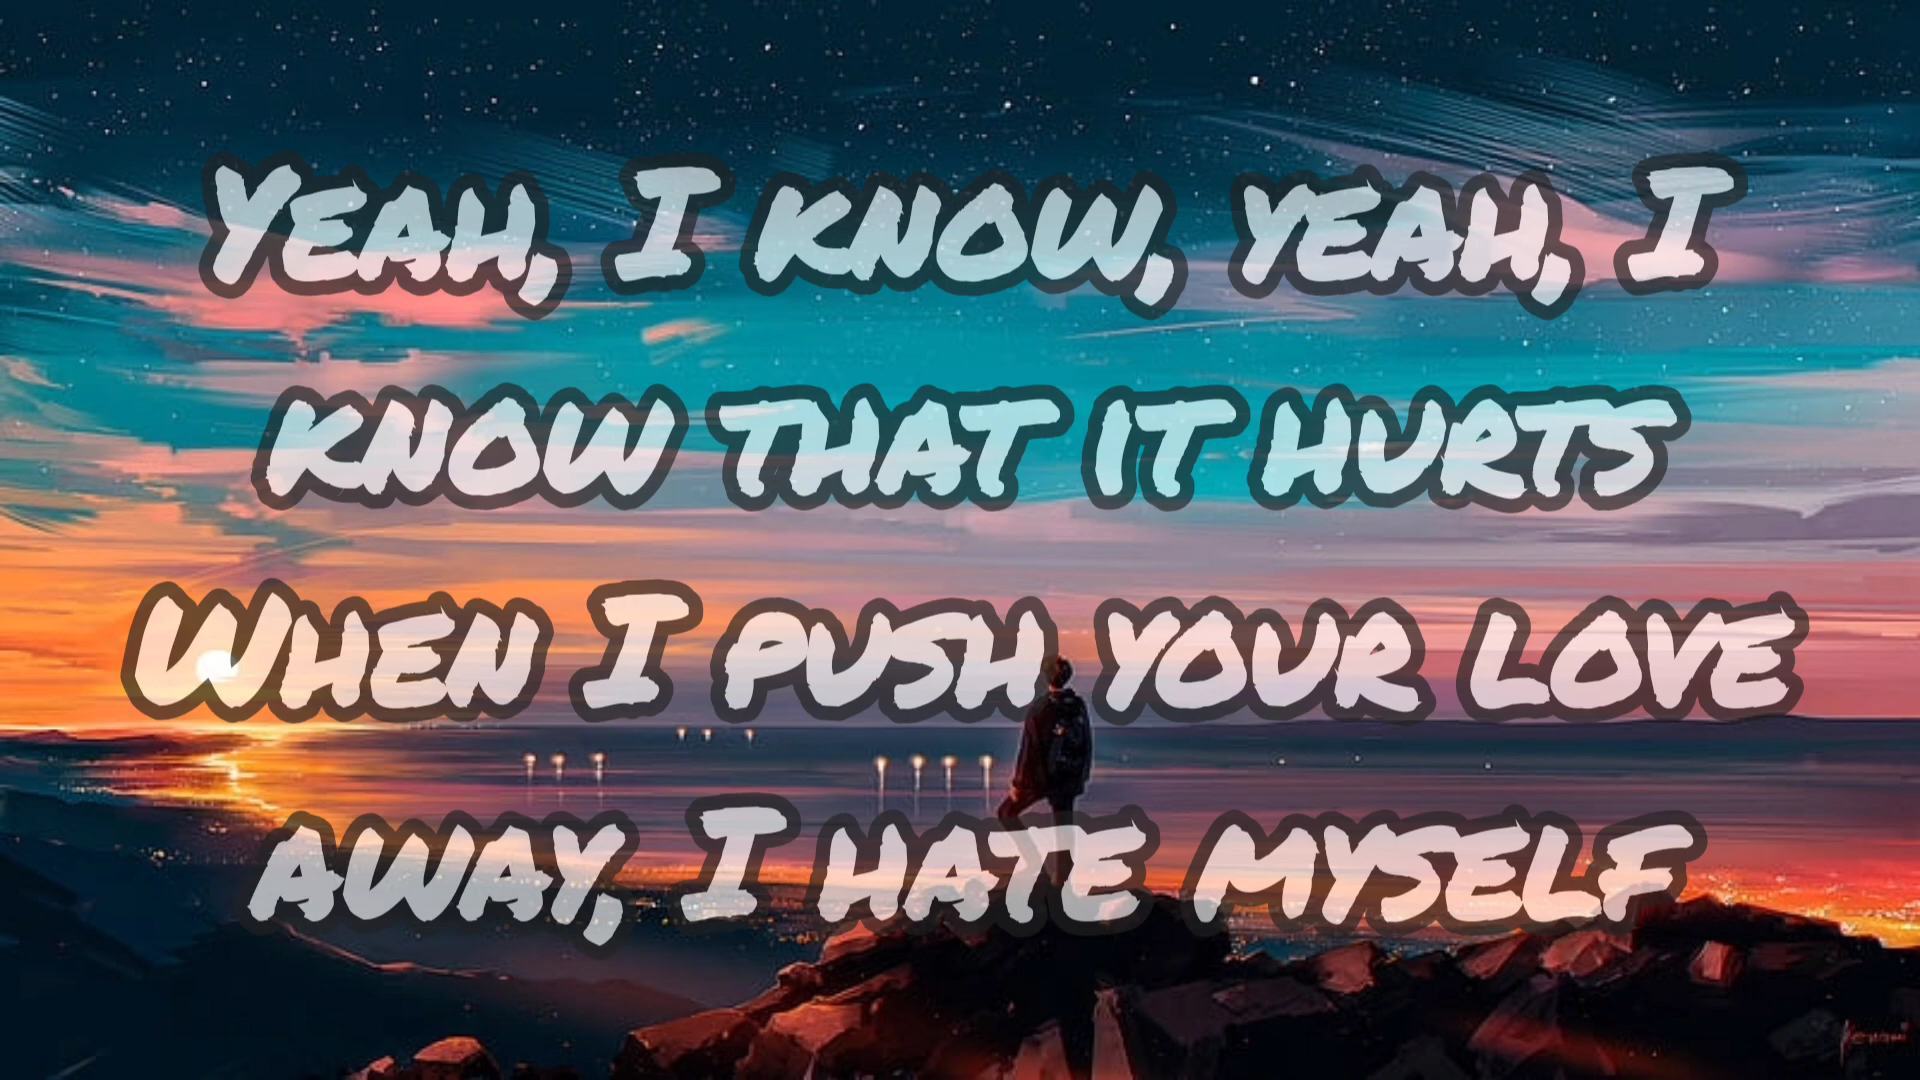 Yeah, I know, yeah, I
know that it hurts
When I push your love
away, I hate myself